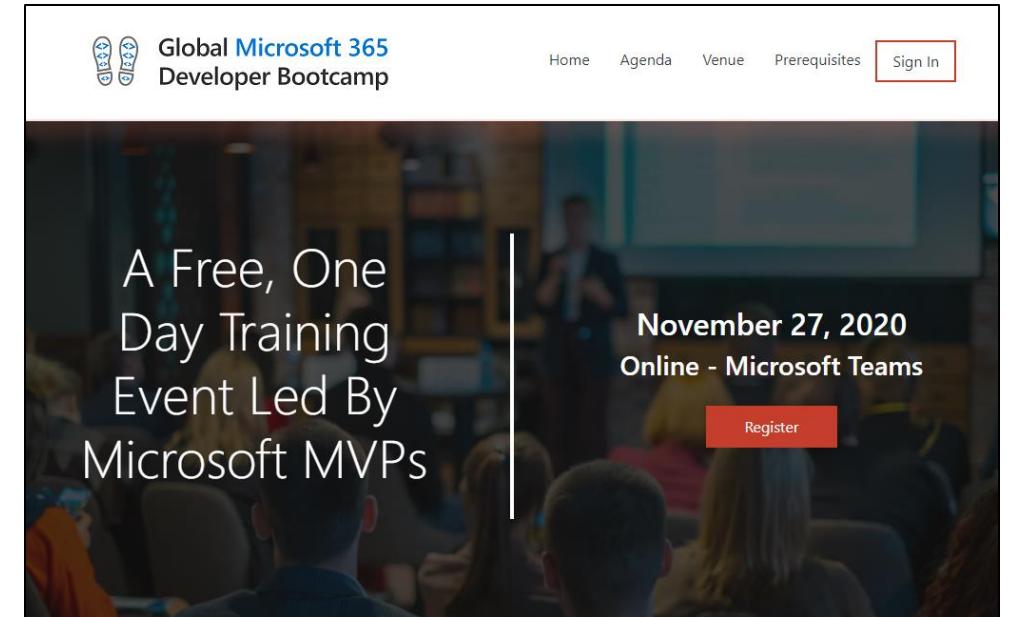 Global Microsoft 365
Developer Bootcamp
Home Agenda Venue Prerequisites Sign In
A Free, One
Day Training
Event Led By
Microsoft MVPs
November 27, 2020
Online - Microsoft Teams
Register